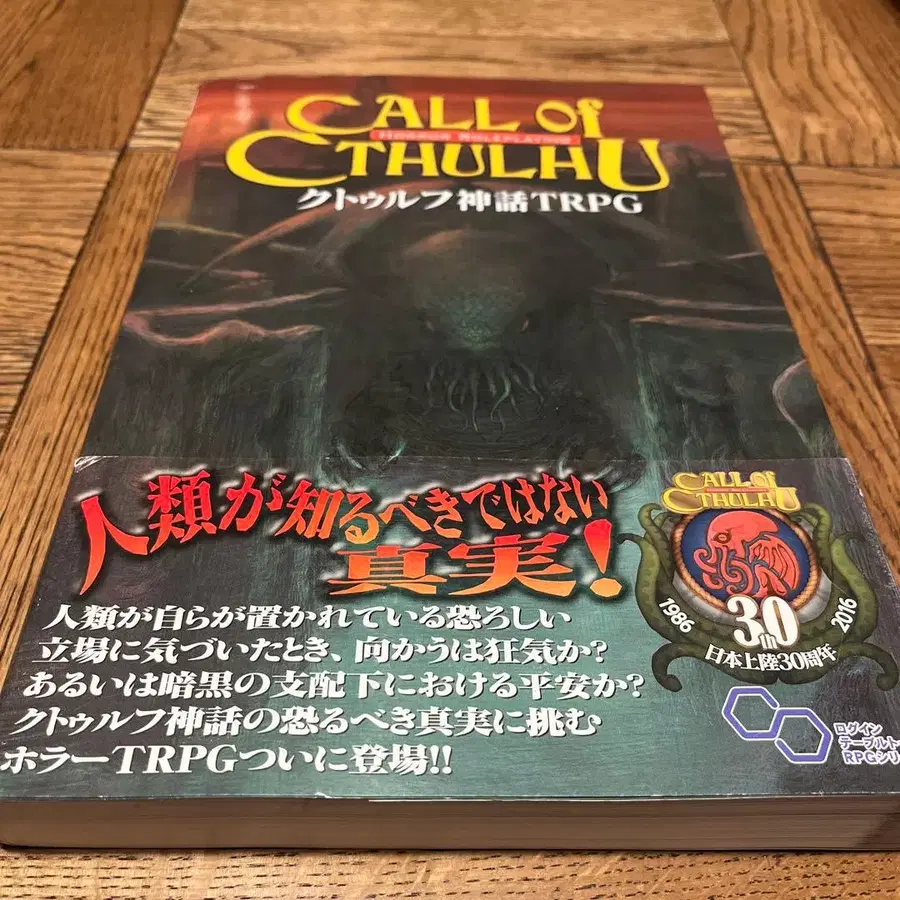 CALL of
HORROR ROLEPLAYING
CTHULHU
クトゥルフ神話TRPG
人類が知るべきではない
真実!
人類が自らが置かれている恐ろしい
立場に気づいたとき、向かうは狂気か?
あるいは暗黒の支配下における平安か?
クトゥルフ神話の恐るべき真実に挑む
ホラーTRPGついに登場!!
CALL of
CTHULHU
1986
30th
2016
日本上陸30周年
ログイン
テーブルト
RPGシリ